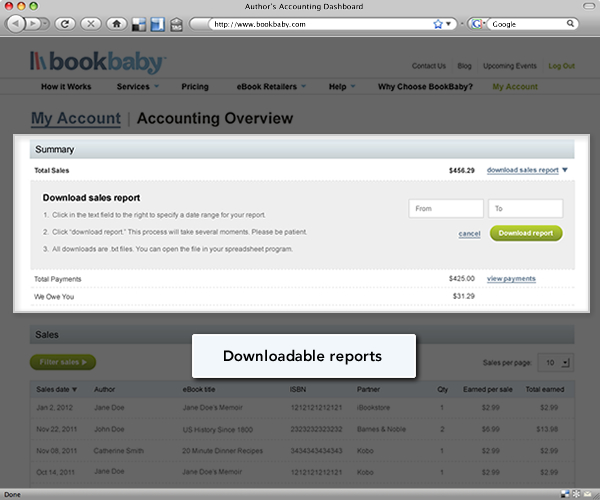 Author's Accounting Dashboard
http://www.bookbaby.com
Google
bookbaby
Contact Us Blog Upcoming Events Log Out
How it Works Services Pricing eBook Retailers Help Why Choose BookBaby? My Account
My Account | Accounting Overview
Summary
Total Sales $456.29 download sales report
Download sales report
1. Click in the text field to the right to specify a date range for your report.
From To
2. Click “download report.” This process will take several moments. Please be patient.
cancel Download report
3. All downloads are .txt files. You can open the file in your spreadsheet program.
Total Payments $425.00 view payments
We Owe You $31.29
Sales
Downloadable reports
Filter sales Sales per page: 10
Sales date Author eBook title ISBN Partner Qty Earned per sale Total earned
Jan 2, 2012 Jane Doe Jane Doe's Memoir 1212121212121 iBookstore 1 $2.99 $2.99
Nov 22, 2011 John Doe US History Since 1800 2323232323232 Barnes & Noble 2 $6.99 $13.98
Nov 08, 2011 Catherine Smith 20 Minute Dinner Recipes 3434343434343 Kobo 1 $2.99 $2.99
Oct 14, 2011 Jane Doe Jane Doe's Memoir 1212121212121 Kobo 1 $2.99 $2.99
Done